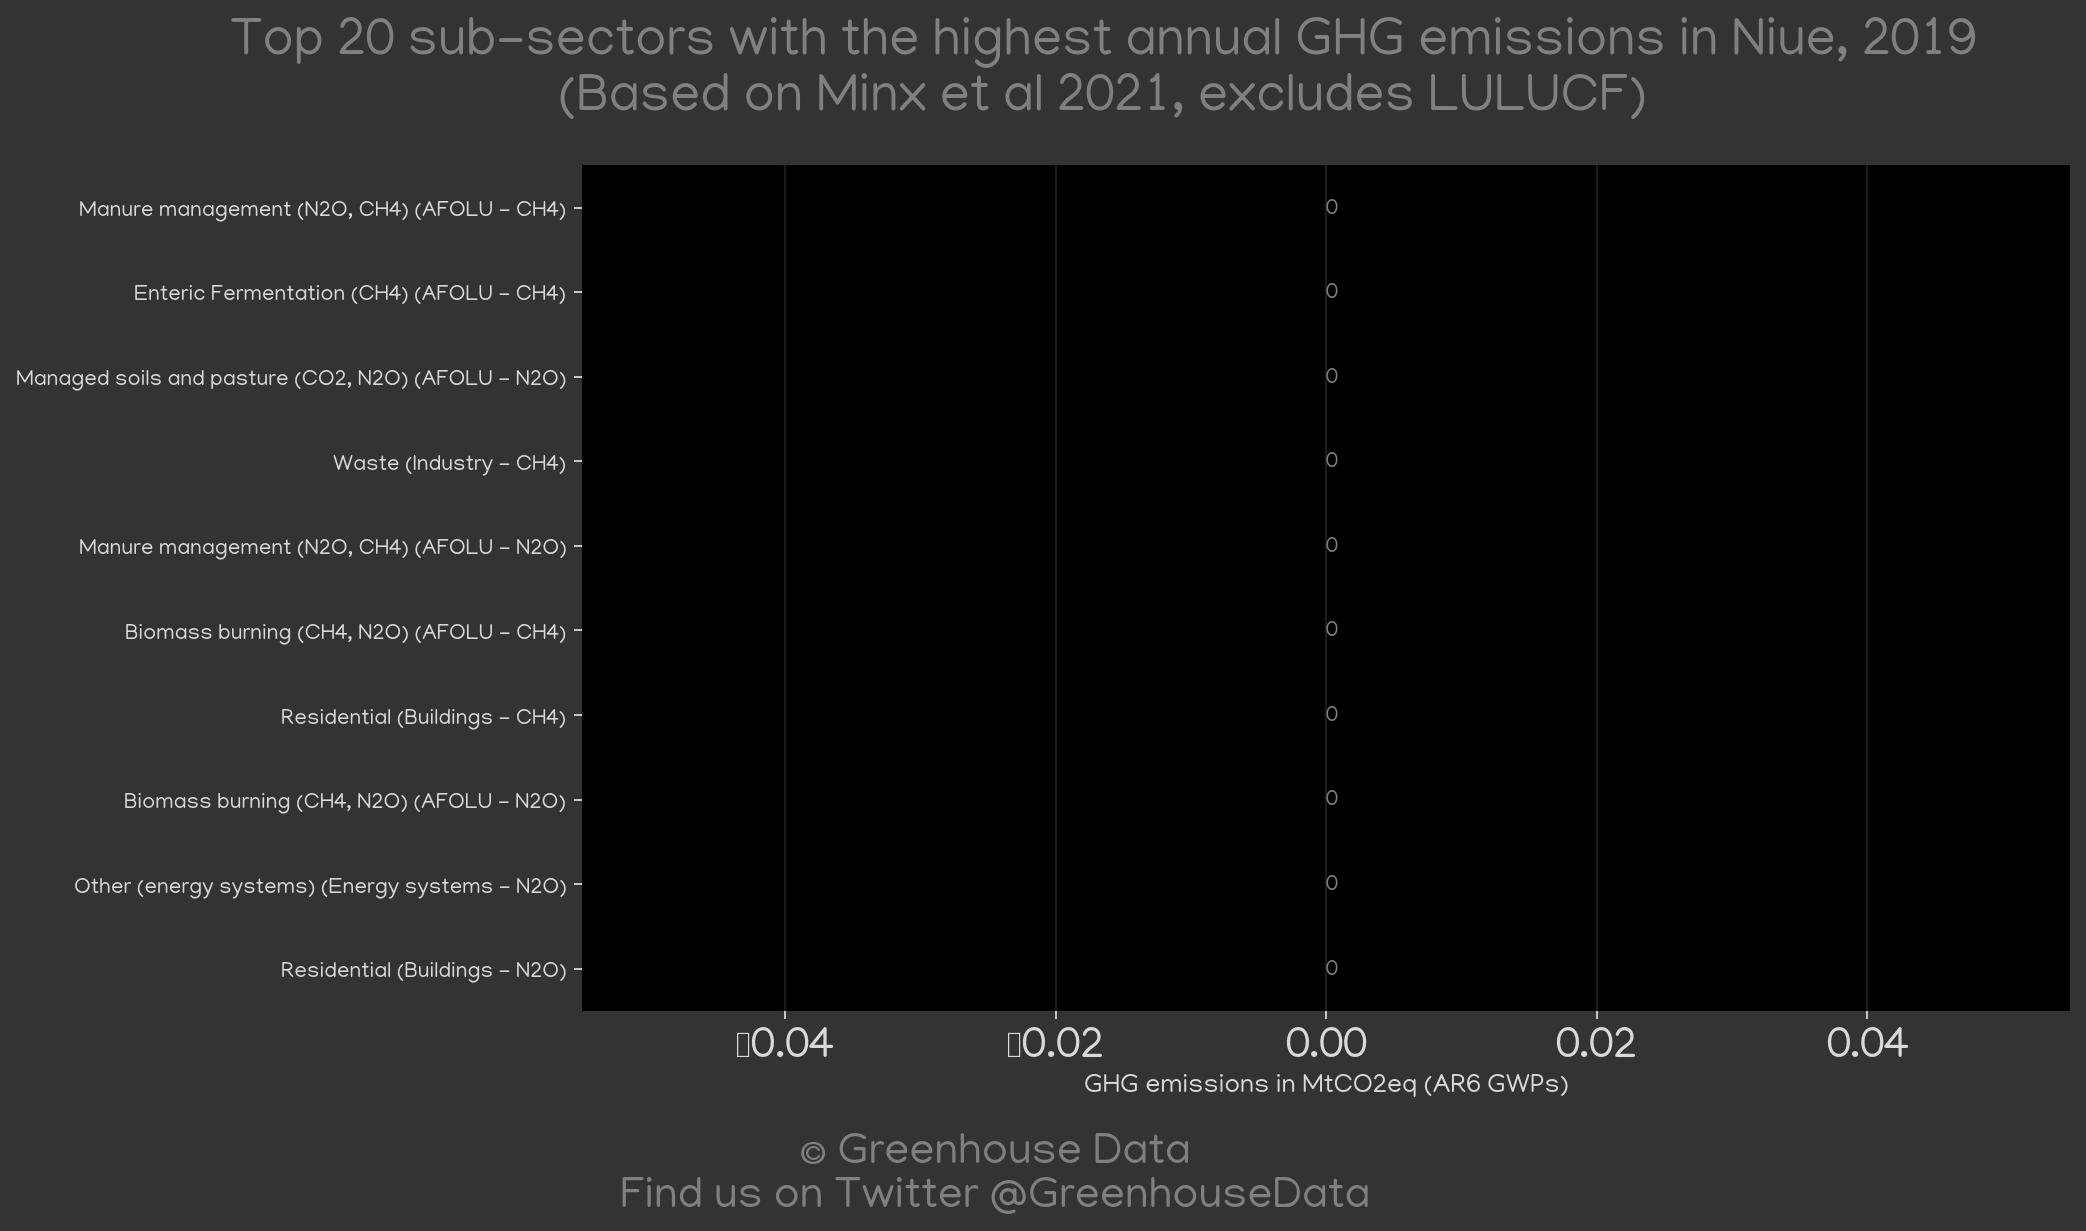 Top 20 sub-sectors with the highest annual GHG emissions in Niue, 2019
(Based on Minx et al 2021, excludes LULUCF)
Manure management (N2O, CH4) (AFOLU - CH4)
0
Enteric Fermentation (CH4) (AFOLU - CH4)
0
Managed soils and pasture (CO2, N2O) (AFOLU - N2O)
0
Waste (Industry - CH4)
0
Manure management (N2O, CH4) (AFOLU - N2O)
0
Biomass burning (CH4, N2O) (AFOLU - CH4)
0
Residential (Buildings - CH4)
0
Biomass burning (CH4, N2O) (AFOLU - N2O)
0
Other (energy systems) (Energy systems - N2O)
0
Residential (Buildings - N2O)
0
▯0.04 ▯0.02 0.00 0.02 0.04
GHG emissions in MtCO2eq (AR6 GWPs)
© Greenhouse Data
Find us on Twitter @GreenhouseData